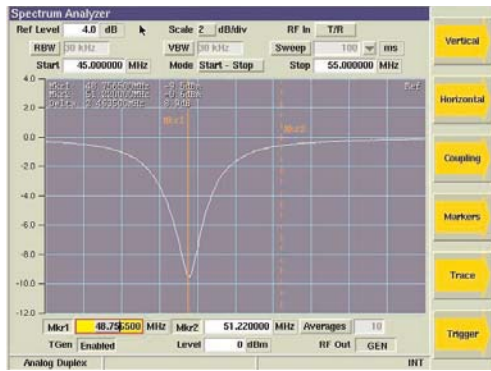 Spectrum Analyzer
Ref Level 4.0 dB Scale 2 dB/div RF In T/R
RBW 30 kHz VBW 30 kHz Sweep 100 ms
Start 45.000000 MHz Mode Start - Stop Stop 55.000000 MHz
Vertical
Horizontal
Coupling
Markers
Trace
Trigger
4.0
2.0
0.0
-2.0
-4.0
-6.0
-8.0
-10.0
-12.0
Mkr1
Mkr2
Ref
Mkr1 48.756500 MHz Mkr2 51.220000 MHz Averages 10
TGen Enabled Level 0 dBm RF Out GEN
Analog Duplex INT